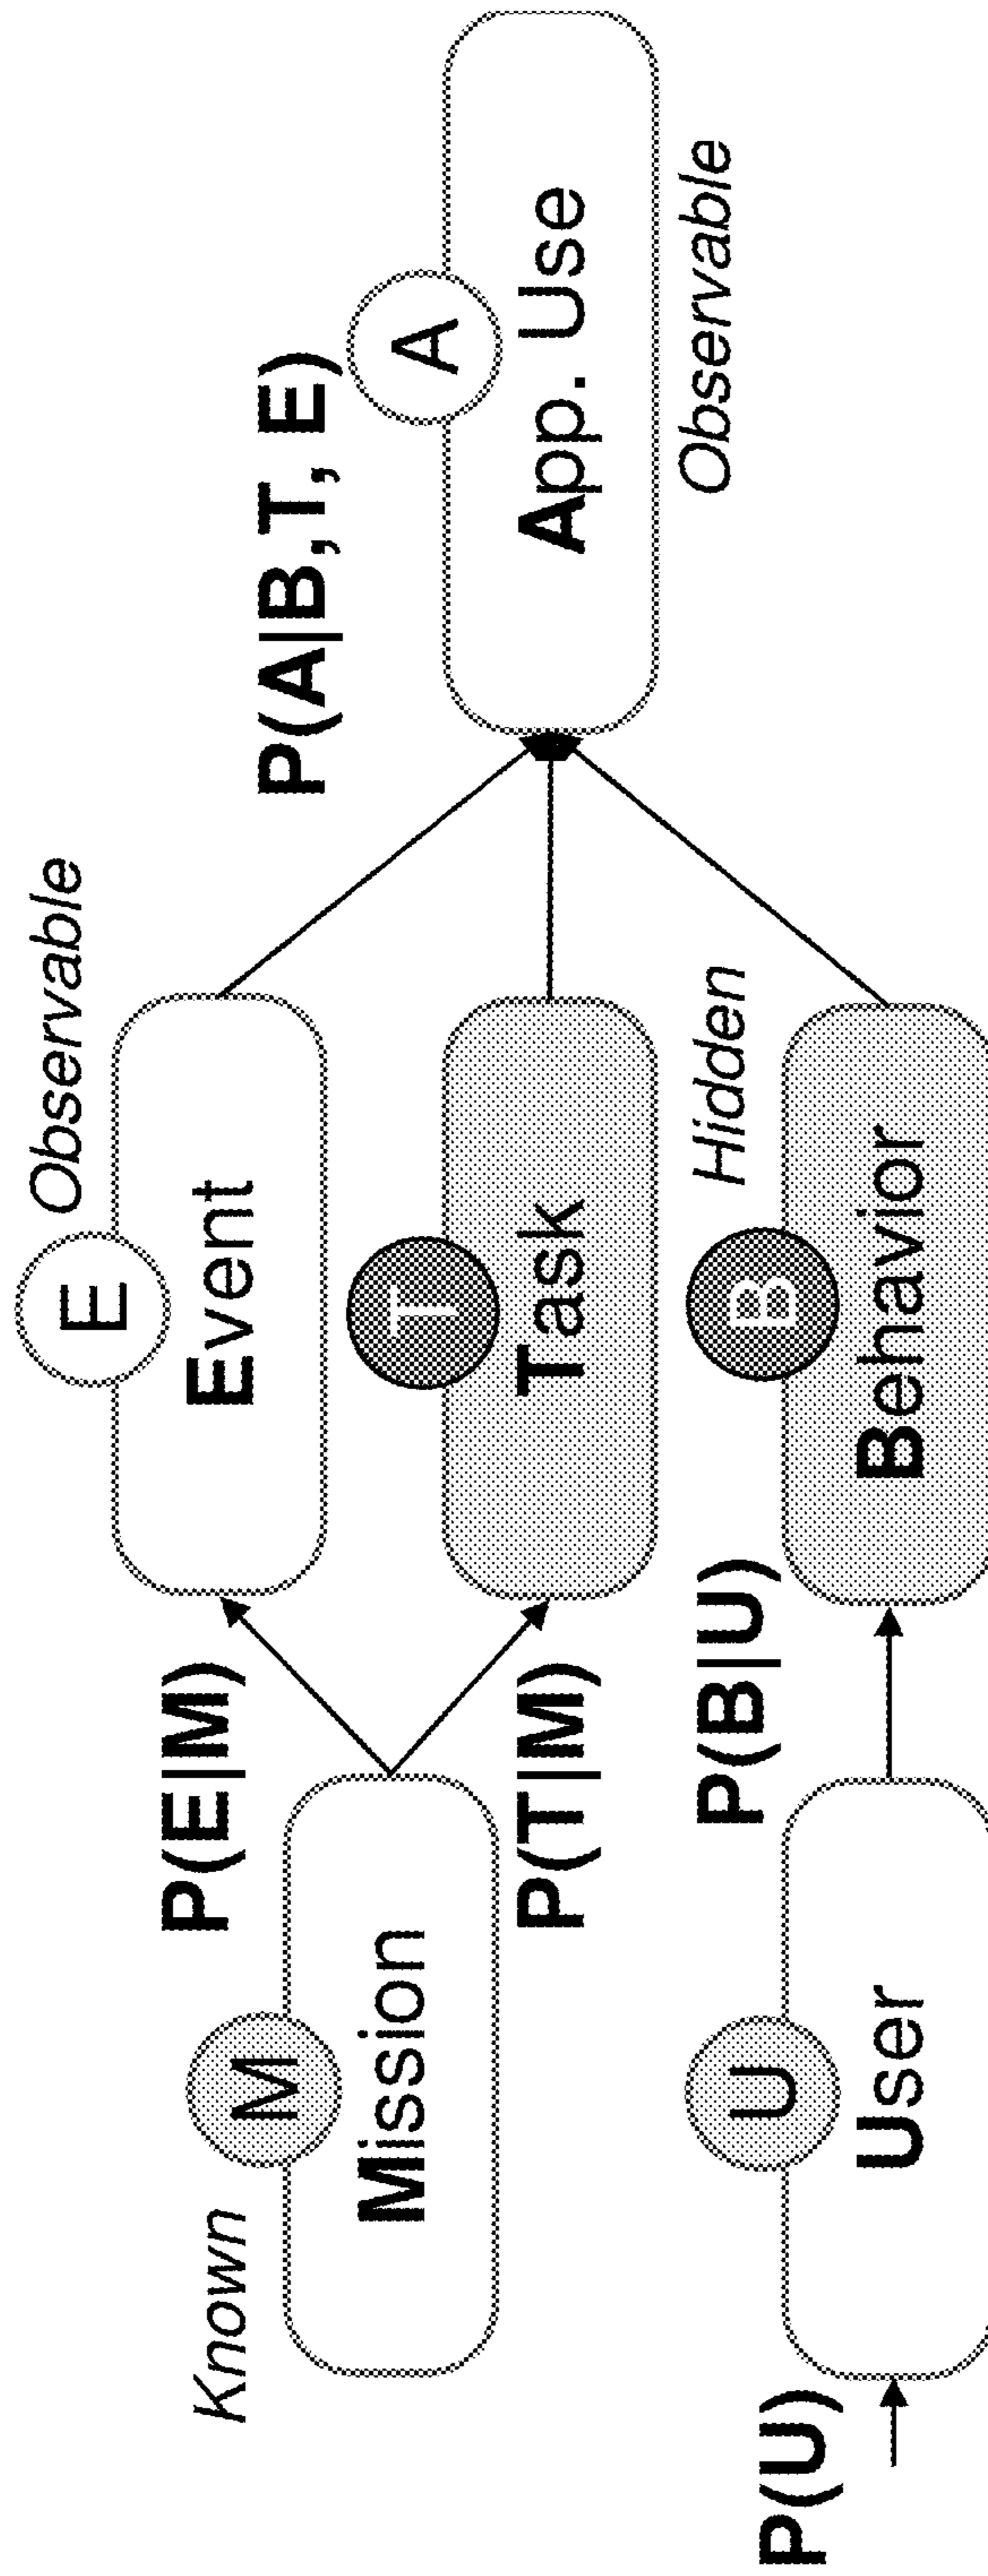 Known
M
Mission
P(E|M)
P(T|M)
E
Observable
Event
T
Task
P(U)
U
User
P(B|U)
B
Hidden
Behavior
P(A|B,T, E)
A
App. Use
Observable